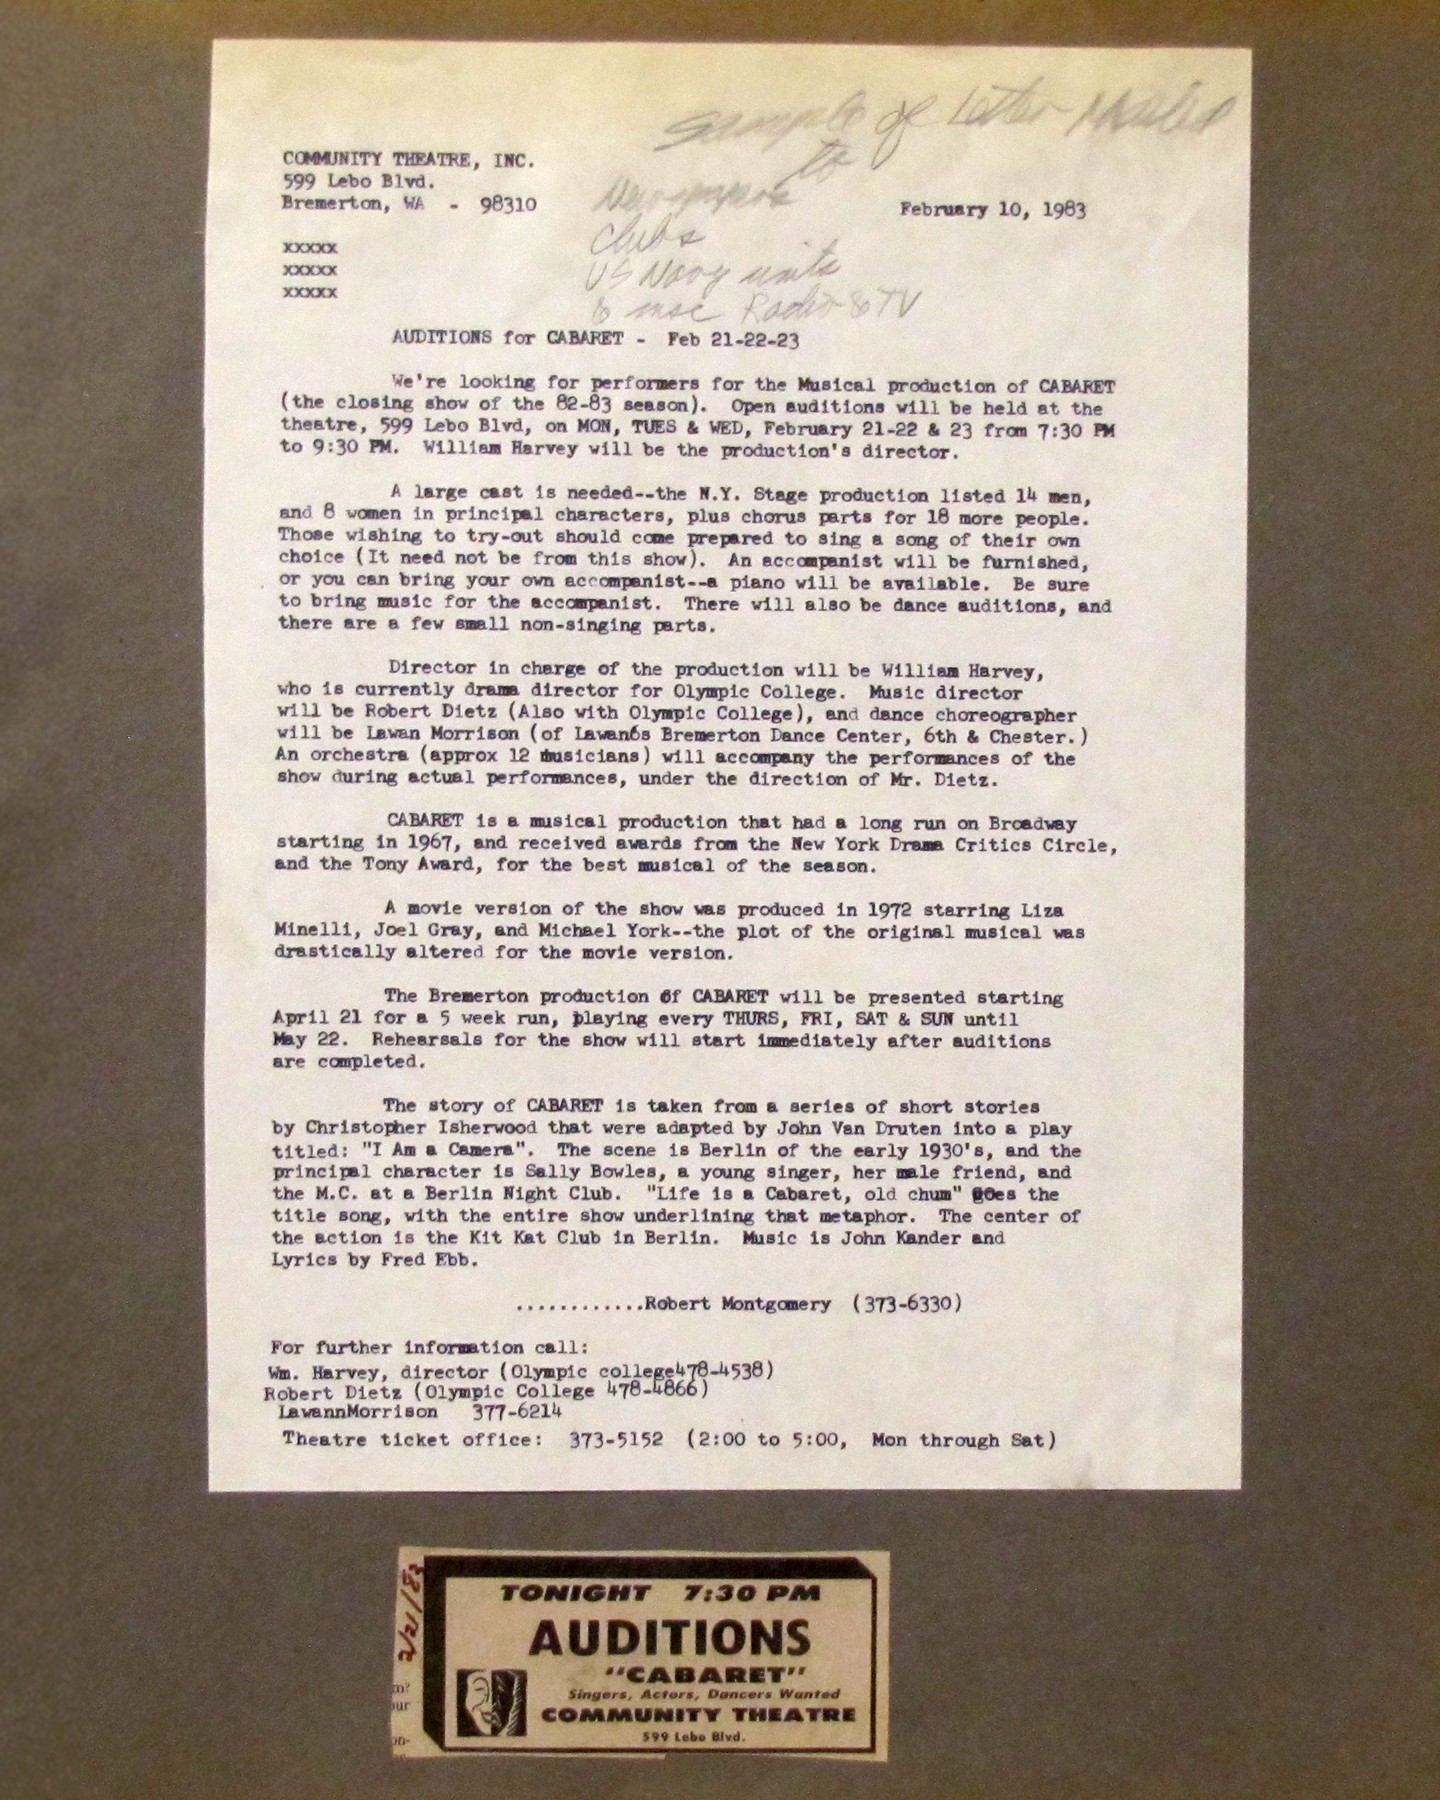 Sample of Letter Mailed
to
COMMUNITY THEATRE, INC.
599 Lebo Blvd.
Bremerton, WA - 98310
Newspapers
February 10, 1983
Clubs
xxxxx
US Navy units
xxxxx
xxxxx
& misc Radio & TV
AUDITIONS for CABARET - Feb 21-22-23
We're looking for performers for the Musical production of CABARET
(the closing show of the 82-83 season). Open auditions will be held at the
theatre, 599 Lebo Blvd, on MON, TUES & WED, February 21-22 & 23 from 7:30 PM
to 9:30 PM. William Harvey will be the production's director.
A large cast is needed--the N.Y. Stage production listed 14 men,
and 8 women in principal characters, plus chorus parts for 18 more people.
Those wishing to try-out should come prepared to sing a song of their own
choice (It need not be from this show). An accompanist will be furnished,
or you can bring your own accompanist--a piano will be available. Be sure
to bring music for the accompanist. There will also be dance auditions, and
there are a few small non-singing parts.
Director in charge of the production will be William Harvey,
who is currently drama director for Olympic College. Music director
will be Robert Dietz (Also with Olympic College), and dance choreographer
will be Lawan Morrison (of Lawan6s Bremerton Dance Center, 6th & Chester.)
An orchestra (approx 12 musicians) will accompany the performances of the
show during actual performances, under the direction of Mr. Dietz.
CABARET is a musical production that had a long run on Broadway
starting in 1967, and received awards from the New York Drama Critics Circle,
and the Tony Award, for the best musical of the season.
A movie version of the show was produced in 1972 starring Liza
Minelli, Joel Gray, and Michael York--the plot of the original musical was
drastically altered for the movie version.
The Bremerton production of CABARET will be presented starting
April 21 for a 5 week run, playing every THURS, FRI, SAT & SUN until
May 22. Rehearsals for the show will start immediately after auditions
are completed.
The story of CABARET is taken from a series of short stories
by Christopher Isherwood that were adapted by John Van Druten into a play
titled: "I Am a Camera". The scene is Berlin of the early 1930's, and the
principal character is Sally Bowles, a young singer, her male friend, and
the M.C. at a Berlin Night Club. "Life is a Cabaret, old chum" goes the
title song, with the entire show underlining that metaphor. The center of
the action is the Kit Kat Club in Berlin. Music is John Kander and
Lyrics by Fred Ebb.
............Robert Montgomery (373-6330)
For further information call:
Wm. Harvey, director (Olympic college478-4538)
Robert Dietz (Olympic College 478-4866)
LawannMorrison 377-6214
Theatre ticket office: 373-5152 (2:00 to 5:00, Mon through Sat)
2/21/83
TONIGHT 7:30 PM
AUDITIONS
"CABARET"
Singers, Actors, Dancers Wanted
COMMUNITY THEATRE
599 Lebo Blvd.